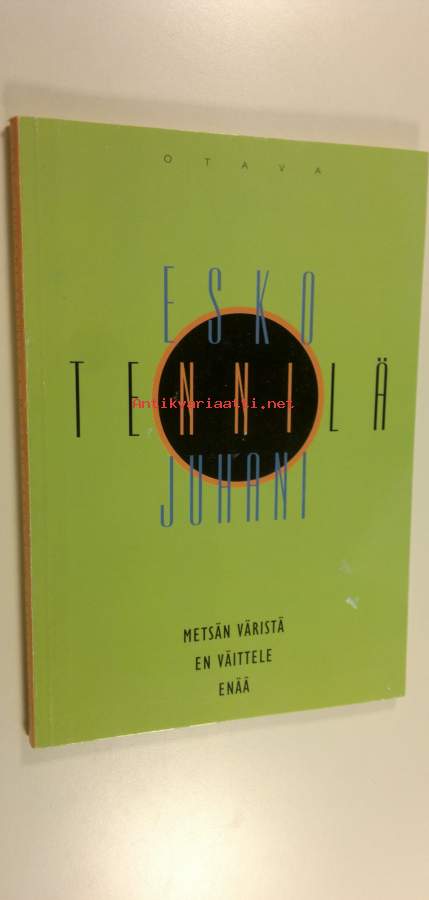 OTAVA
ESKO
TENNILÄ
Antikvariaatti.net
JUHANI
METSÄN VÄRISTÄ
EN VÄITTELE
ENÄÄ